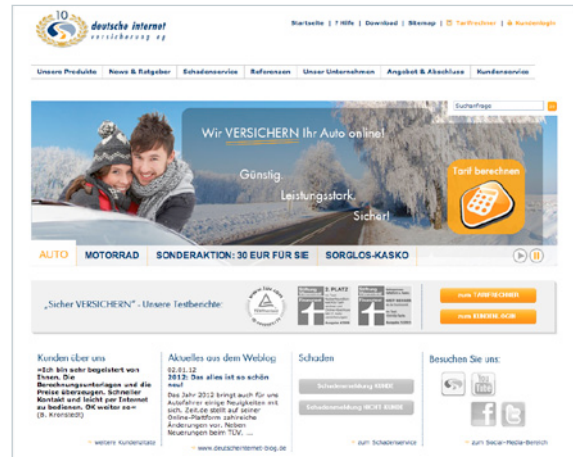 10
deutsche internet
versicherung ag
Startseite | ? Hilfe | Download | Sitemap | Tarifrechner | Kundenlogin
Unsere Produkte News & Ratgeber Schadenservice Referenzen Unser Unternehmen Angebot & Abschluss Kundenservice
Suchanfrage
Wir VERSICHERN Ihr Auto online!
Günstig.
Leistungsstark.
Sicher!
Tarif berechnen
AUTO MOTORRAD SONDERAKTION: 30 EUR FÜR SIE SORGLOS-KASKO
„Sicher VERSICHERN“ - Unsere Testberichte:
2. PLATZ
zum TARIFRECHNER
zum KUNDENLOGIN
Kunden über uns
»Ich bin sehr begeistert von
Ihnen. Die
Berechnungsunterlagen und die
Preise überzeugen. Schneller
Kontakt und leicht per Internet
zu bedienen. OK weiter so«
(B. Kronstedt)
weitere Kundenzitate
Aktuelles aus dem Weblog
02.01.12
2012: Das alles ist so schön
neu!
Das Jahr 2012 bringt auch für uns
Autofahrer einige Neuigkeiten mit
sich. Zeit.de stellt auf seiner
Online-Plattform zahlreiche
Änderungen vor. Neben
Neuerungen beim TÜV, ...
www.deutscheinternet-blog.de
Schaden
Schadenmeldung KUNDE
Schadenmeldung NICHT KUNDE
zum Schadenservice
Besuchen Sie uns:
You
Tube
zum Social-Media-Bereich